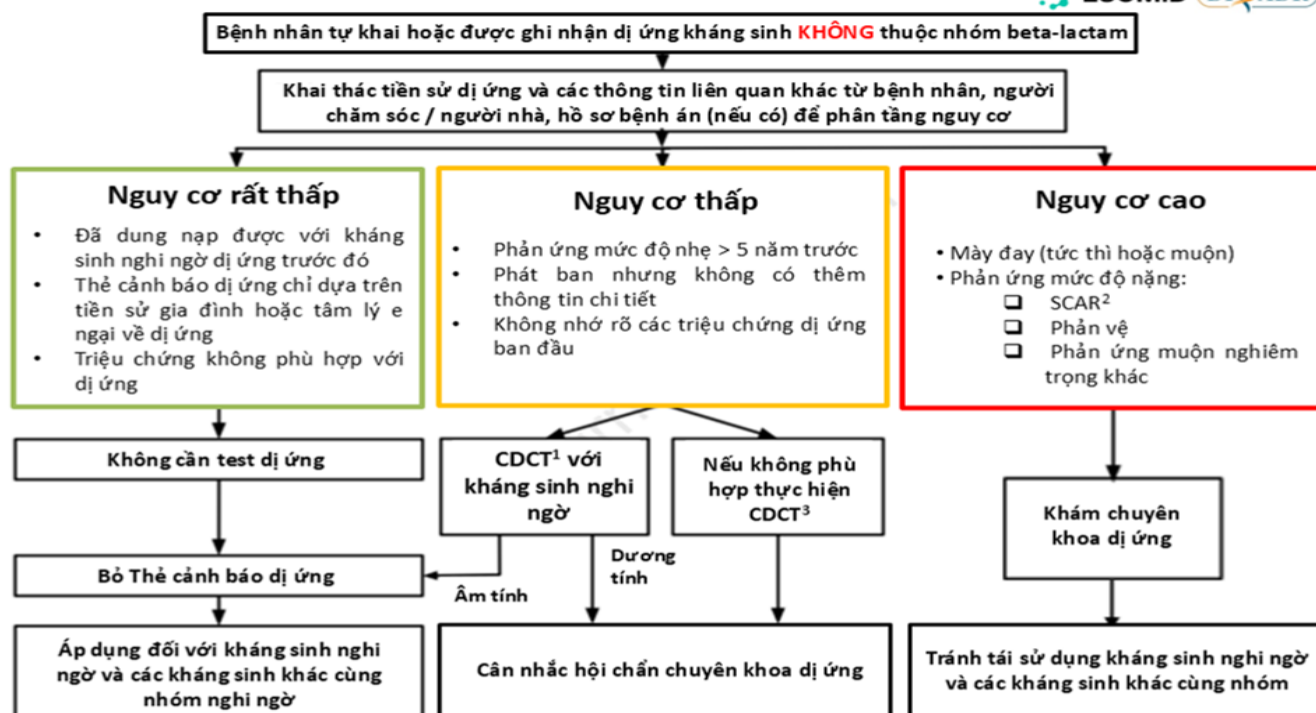 Bệnh nhân tự khai hoặc được ghi nhận dị ứng kháng sinh KHÔNG thuộc nhóm beta-lactam
Khai thác tiền sử dị ứng và các thông tin liên quan khác từ bệnh nhân, người
chăm sóc / người nhà, hồ sơ bệnh án (nếu có) để phân tầng nguy cơ
Nguy cơ rất thấp
• Đã dung nạp được với kháng
sinh nghi ngờ dị ứng trước đó
• Thẻ cảnh báo dị ứng chỉ dựa trên
tiền sử gia đình hoặc tâm lý e
ngại về dị ứng
• Triệu chứng không phù hợp với
dị ứng
Nguy cơ thấp
• Phản ứng mức độ nhẹ > 5 năm trước
• Phát ban nhưng không có thêm
thông tin chi tiết
• Không nhớ rõ các triệu chứng dị ứng
ban đầu
Nguy cơ cao
• Mày đay (tức thì hoặc muộn)
• Phản ứng mức độ nặng:
❑ SCAR²
❑ Phản vệ
❑ Phản ứng muộn nghiêm
trọng khác
Không cần test dị ứng
CDCT¹ với
kháng sinh nghi
ngờ
Nếu không phù
hợp thực hiện
CDCT³
Khám chuyên
khoa dị ứng
Bỏ Thẻ cảnh báo dị ứng
Âm tính
Dương
tính
Áp dụng đối với kháng sinh nghi
ngờ và các kháng sinh khác cùng
nhóm nghi ngờ
Cân nhắc hội chẩn chuyên khoa dị ứng
Tránh tái sử dụng kháng sinh nghi ngờ
và các kháng sinh khác cùng nhóm